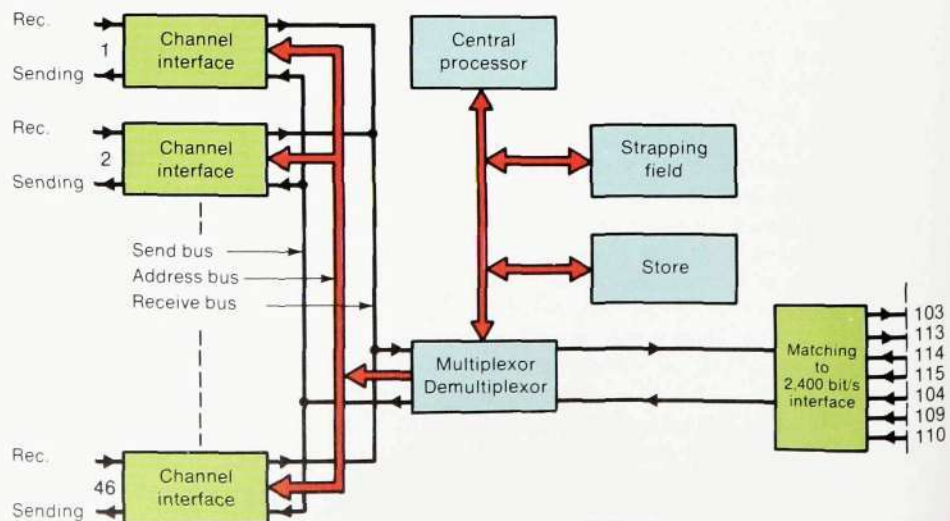 Rec.
1
Sending
Channel
interface
Central
processor
Rec.
2
Sending
Channel
interface
Strapping
field
Send bus
Address bus
Receive bus
Store
Multiplexor
Demultiplexor
Matching
to
2,400 bit/s
interface
103
113
114
115
104
109
110
Rec.
46
Sending
Channel
interface